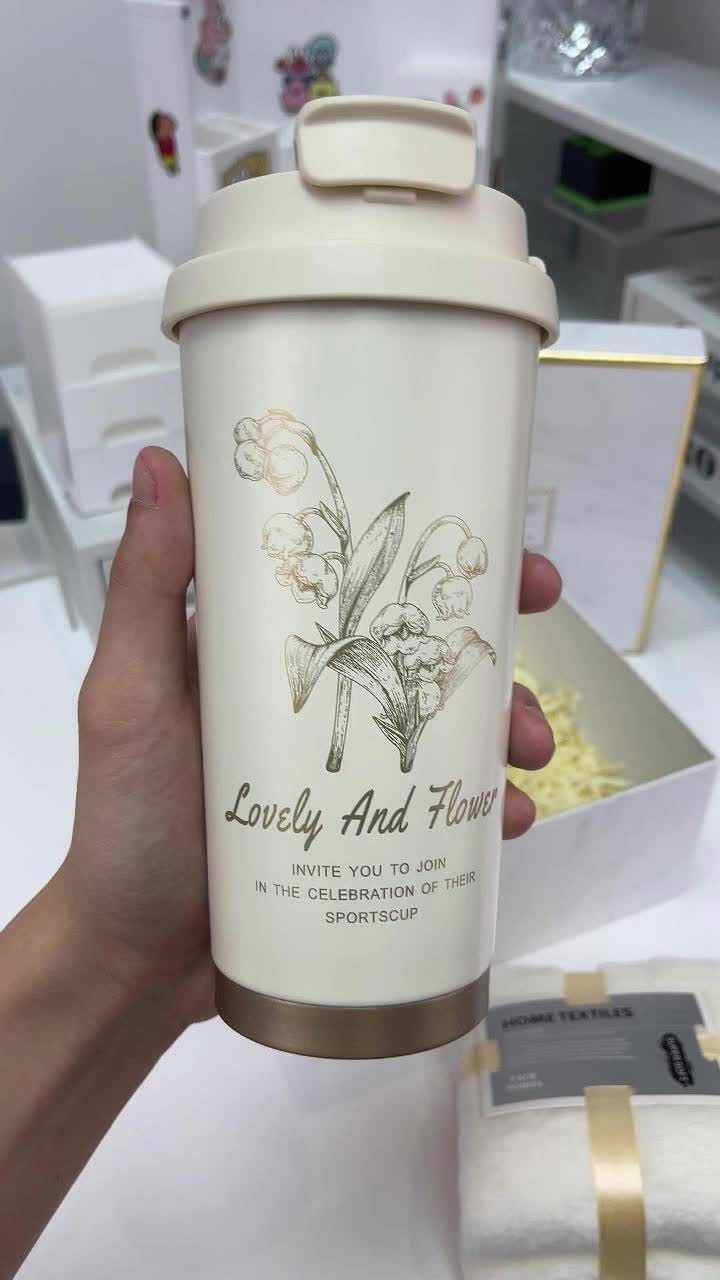 Lovely And Flower
INVITE YOU TO JOIN
IN THE CELEBRATION OF THEIR
SPORTSCUP
HOME TEXTILES